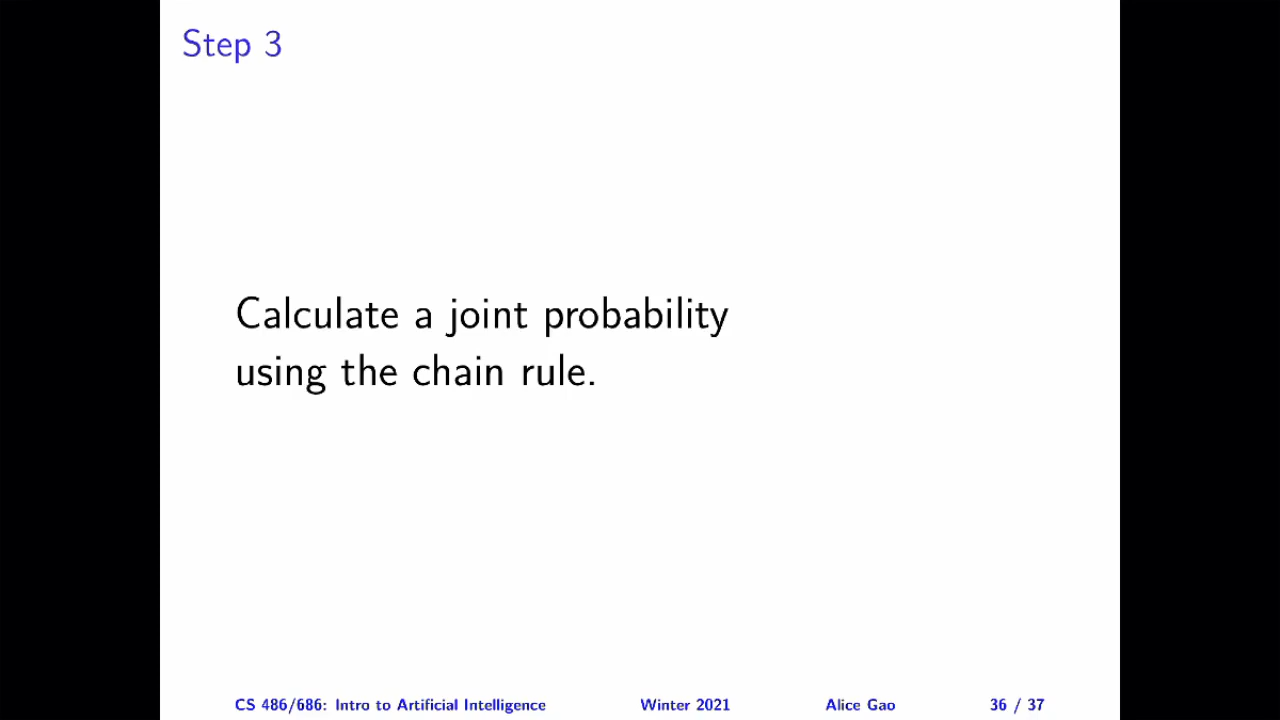 Step 3
Calculate a joint probability
using the chain rule.
CS 486/686: Intro to Artificial Intelligence Winter 2021 Alice Gao 36 / 37